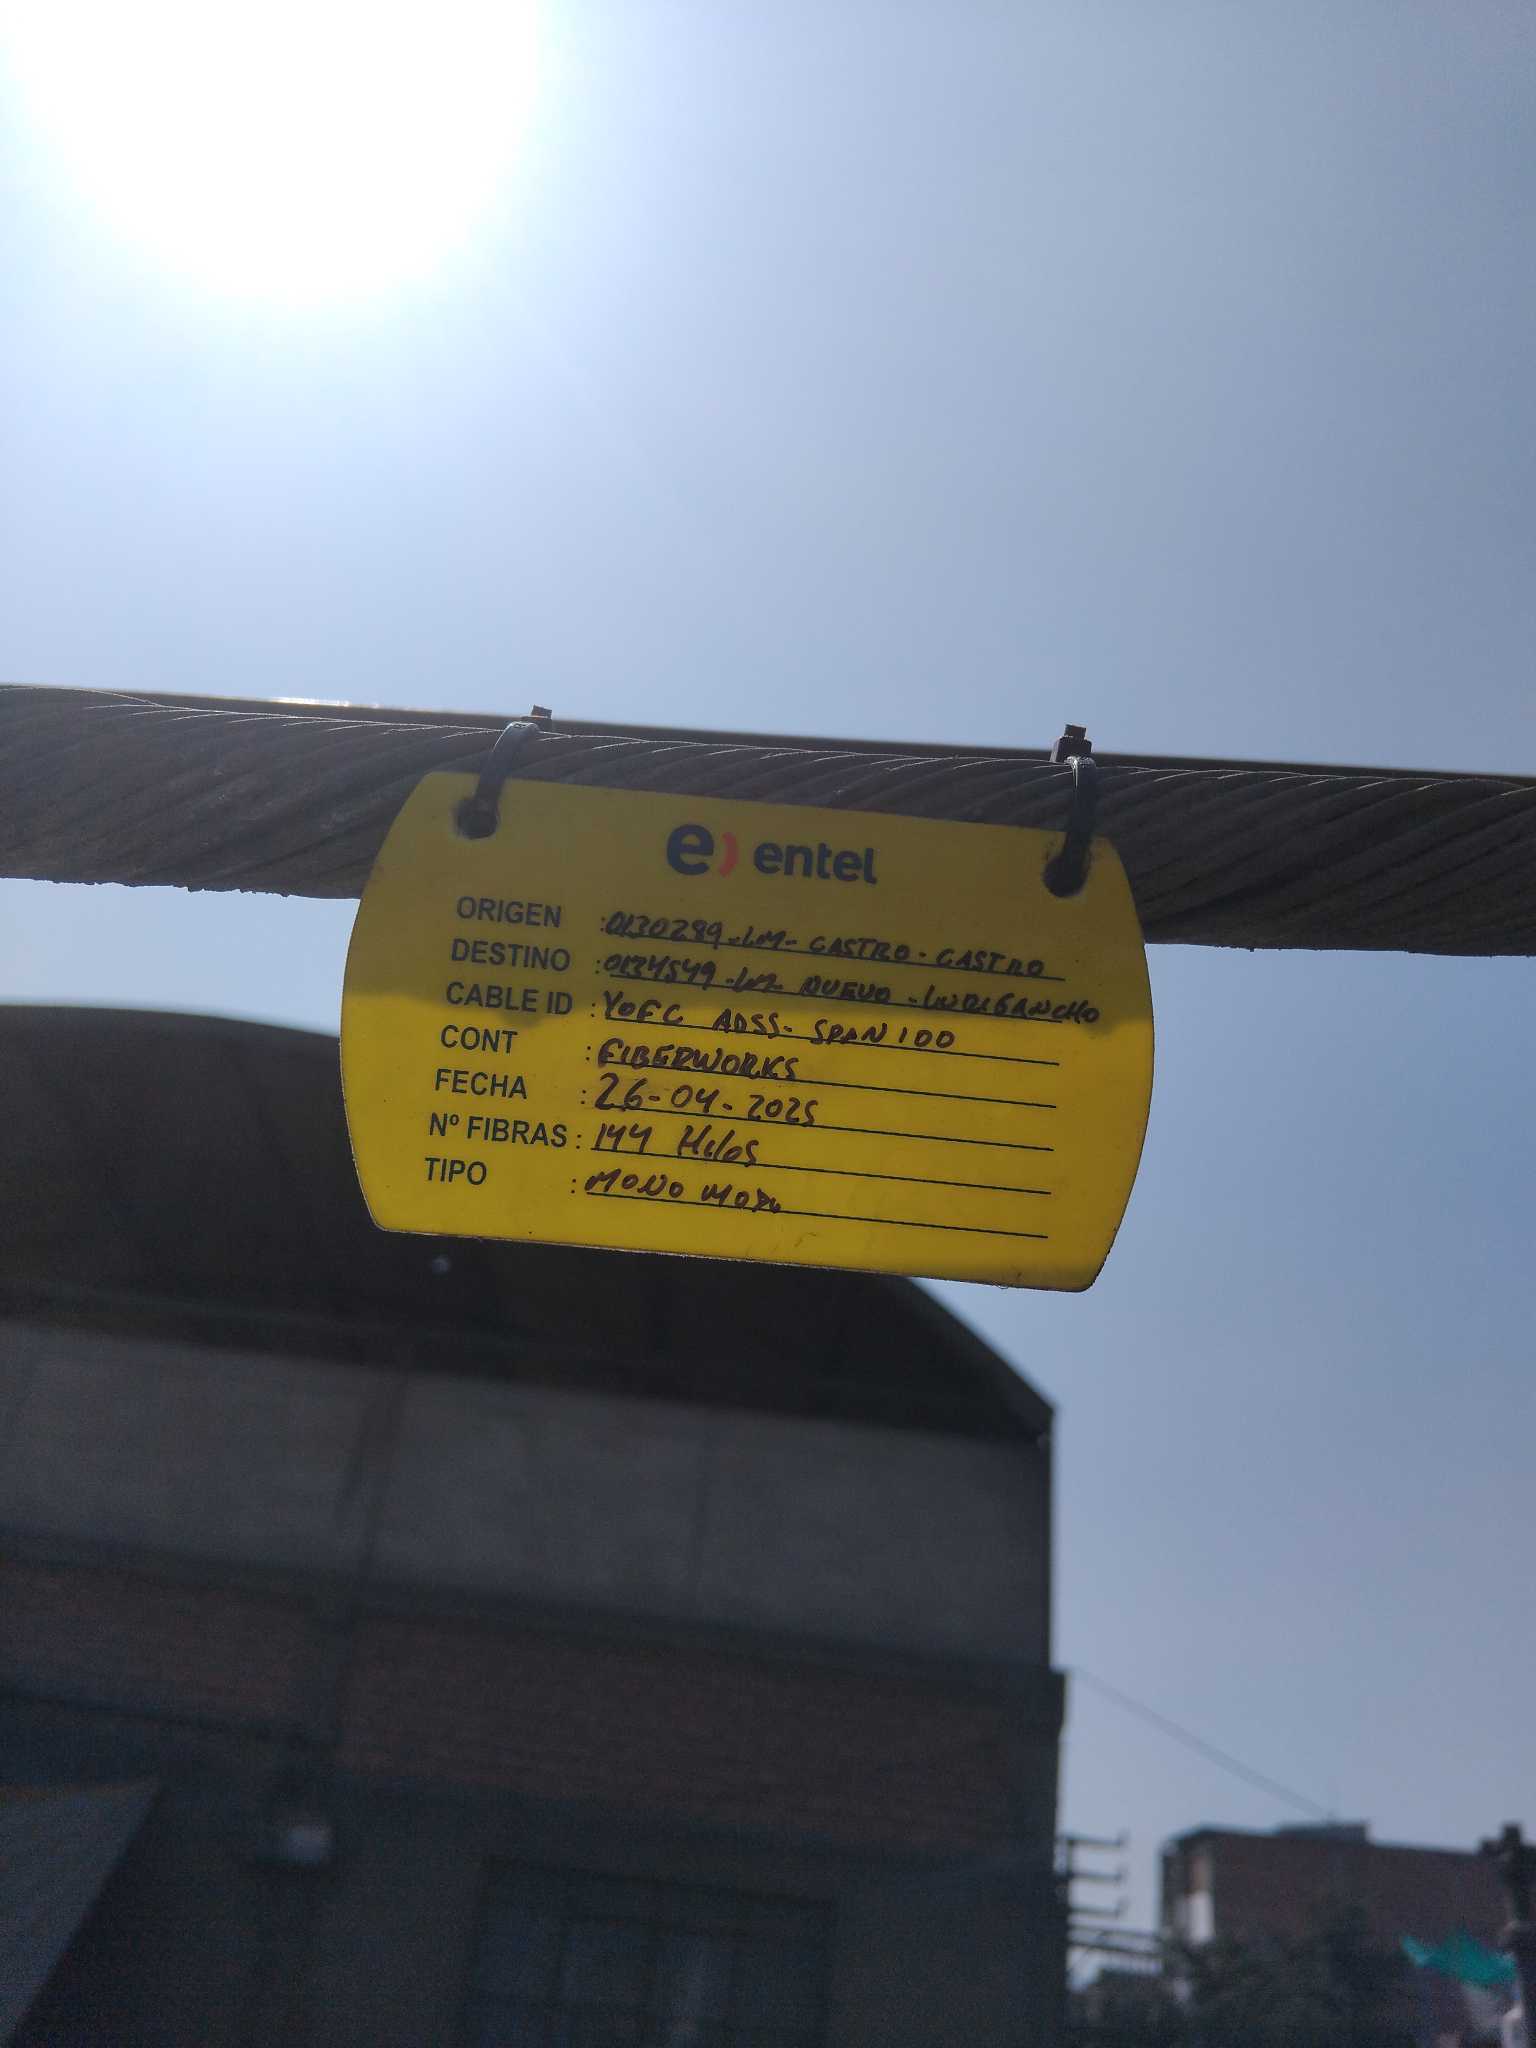 e) entel
ORIGEN : 0130289-LM-CASTRO-CASTRO
DESTINO : 0134549-LM-NUEVO-LURIGANCHO
CABLE ID : YOFC ADSS-SPAN 100
CONT : FIBERWORKS
FECHA : 26-04-2025
Nº FIBRAS : 144 Hilos
TIPO : MONO MODO